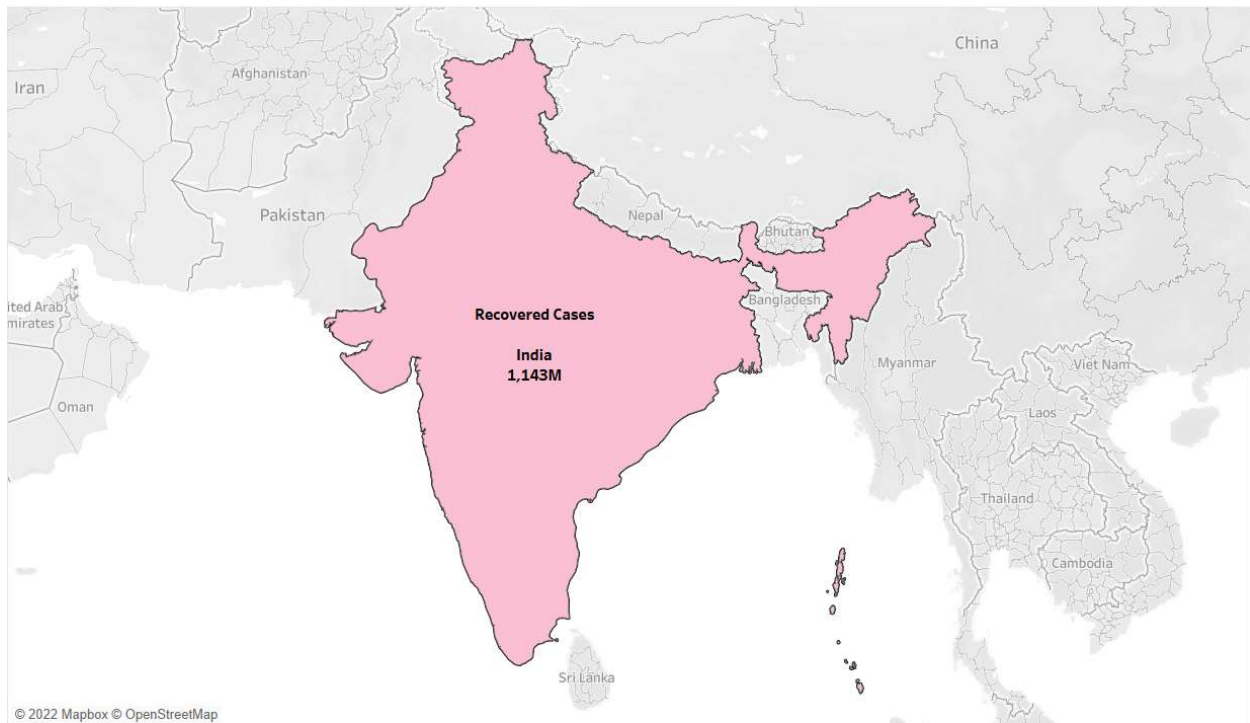 China
Afghanistan
Iran
Pakistan
Nepal
Bhutan
ited Arab
mirates
Bangladesh
Recovered Cases
India
1,143M
Myanmar
Viet Nam
Oman
Laos
Thailand
Cambodia
Sri Lanka
© 2022 Mapbox © OpenStreetMap